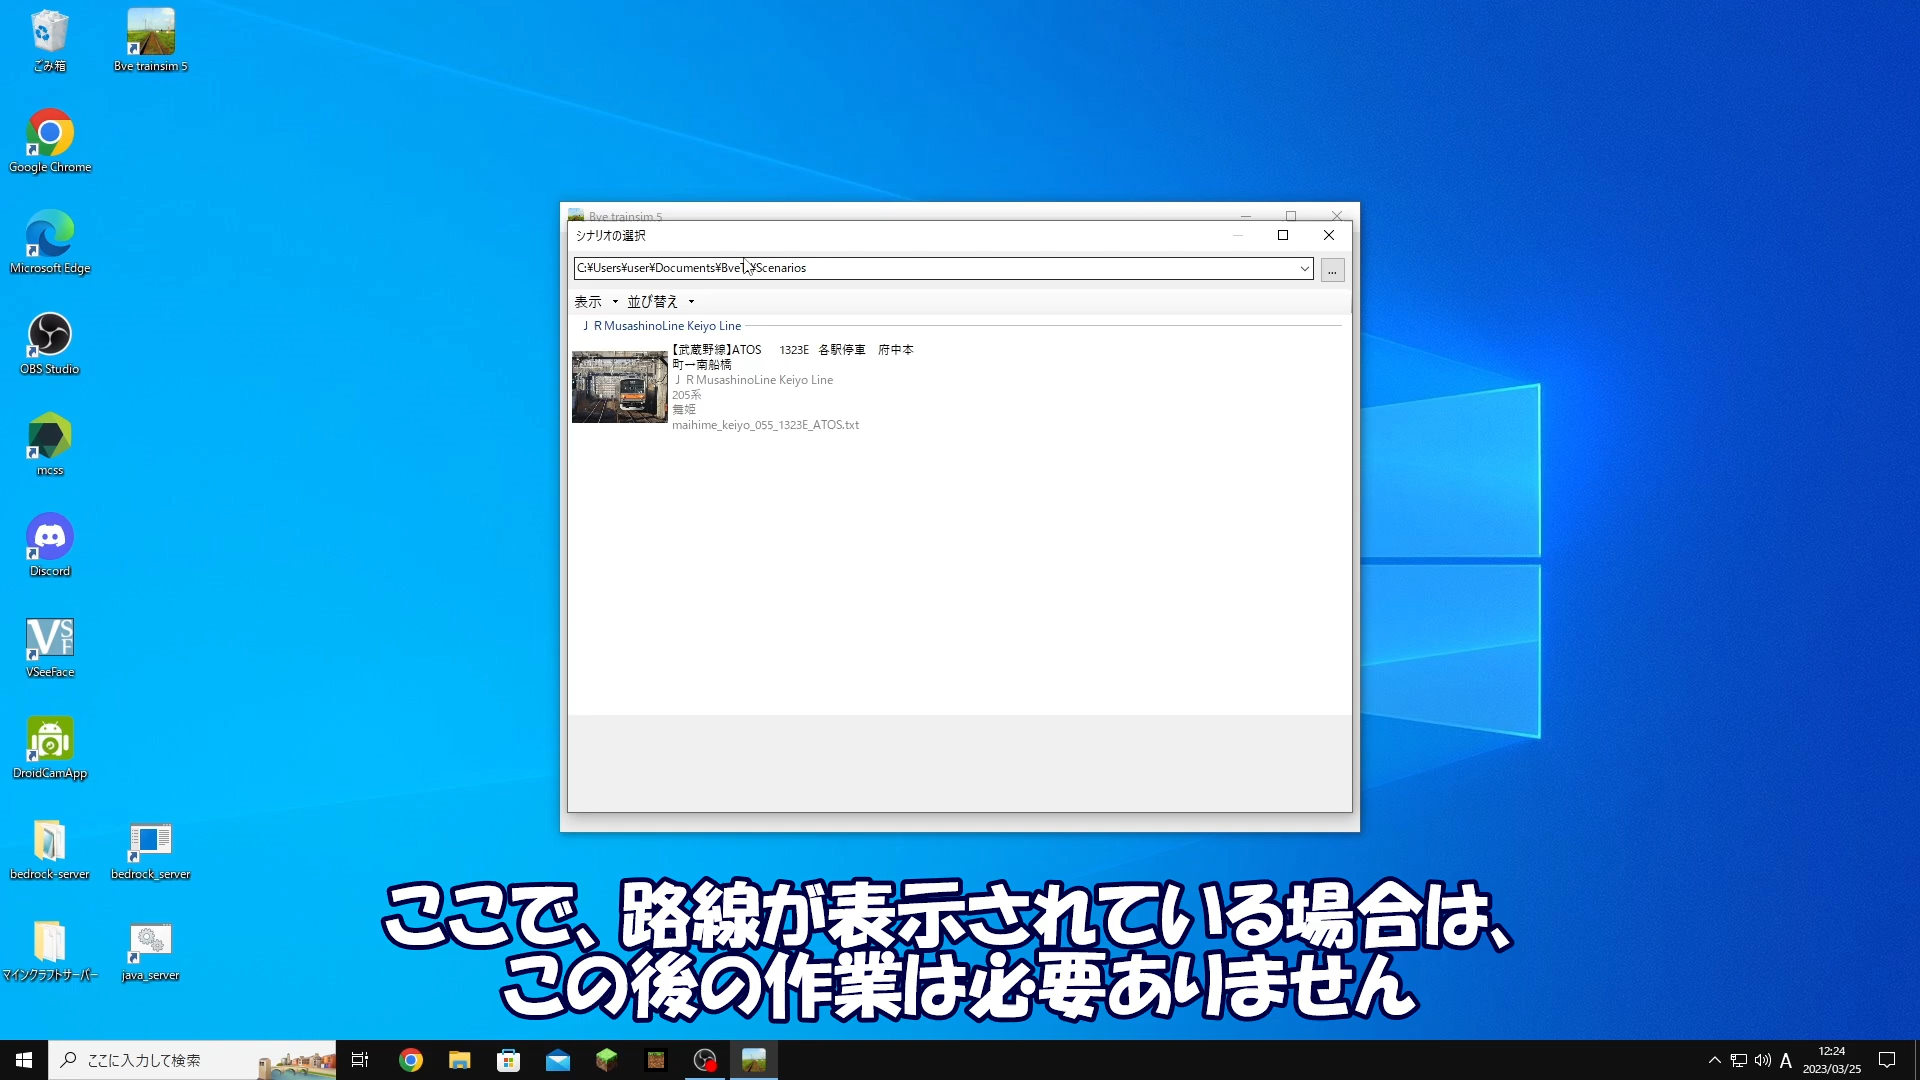 ごみ箱
Bve trainsim 5
Google Chrome
Microsoft Edge
OBS Studio
mcss
Discord
VSeeFace
DroidCamApp
bedrock-server
bedrock_server
マインクラフトサーバー
java_server
Bve trainsim 5
シナリオの選択
C:¥Users¥user¥Documents¥BveTs¥Scenarios
...
表示
並び替え
ＪＲMusashinoLine Keiyo Line
【武蔵野線】ATOS 1323E 各駅停車 府中本
町→南船橋
ＪＲMusashinoLine Keiyo Line
205系
舞姫
maihime_keiyo_055_1323E_ATOS.txt
ここで、路線が表示されている場合は、
この後の作業は必要ありません
ここに入力して検索
A
12:24
2023/03/25